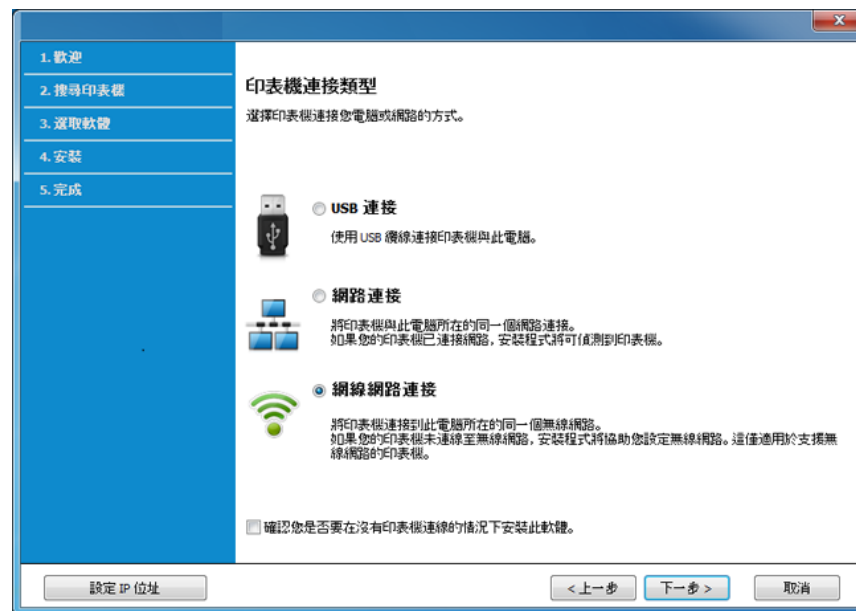 1. 歡迎
2. 搜尋印表機
3. 選取軟體
4. 安裝
5. 完成
印表機連接類型
選擇印表機連接您電腦或網路的方式。
USB 連接
使用 USB 纜線連接印表機與此電腦。
網路連接
將印表機與此電腦所在的同一個網路連接。
如果您的印表機已連接網路，安裝程式將可偵測到印表機。
網線網路連接
將印表機連接到此電腦所在的同一個無線網路。
如果您的印表機未連線至無線網路，安裝程式將協助您設定無線網路。這僅適用於支援無
線網路的印表機。
確認您是否要在沒有印表機連線的情況下安裝此軟體。
設定 IP 位址
< 上一步
下一步 >
取消